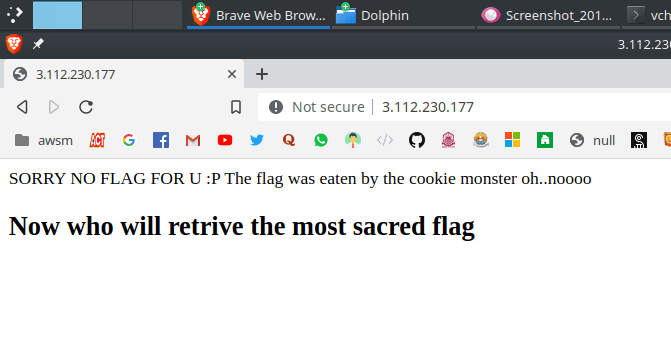 Brave Web Brow... Dolphin Screenshot_201... vch
3.112.23
3.112.230.177
Not secure 3.112.230.177
awsm ACT null
SORRY NO FLAG FOR U :P The flag was eaten by the cookie monster oh..noooo
Now who will retrive the most sacred flag